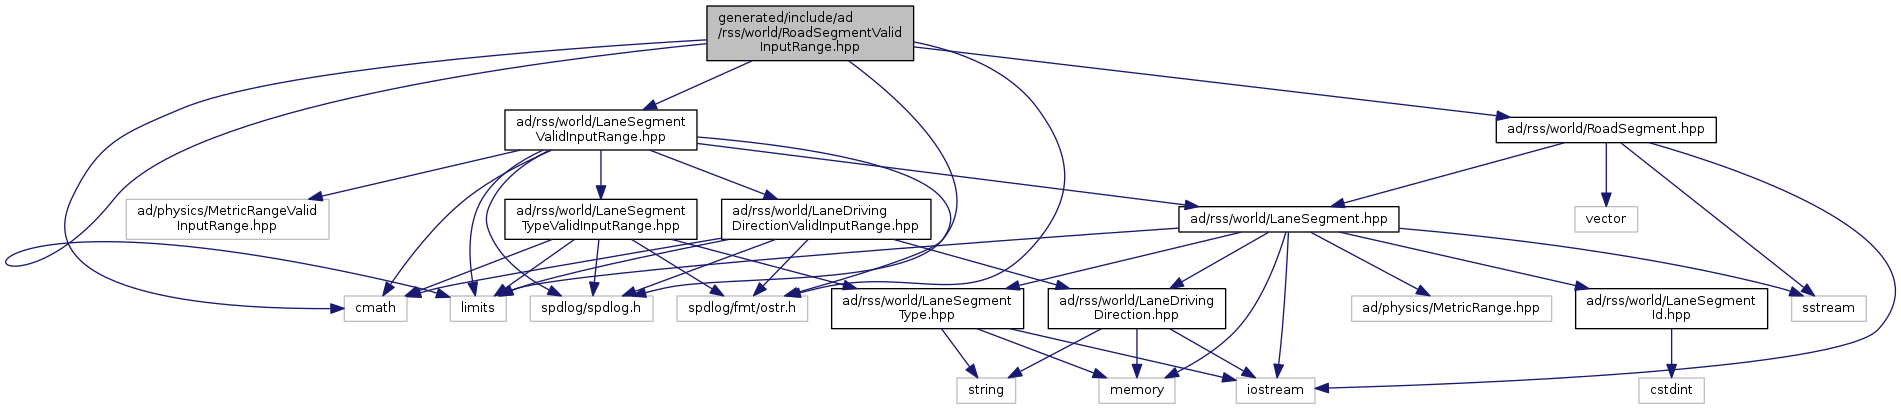 generated/include/ad
/rss/world/RoadSegmentValid
InputRange.hpp
ad/rss/world/LaneSegment
ValidInputRange.hpp
ad/rss/world/RoadSegment.hpp
ad/physics/MetricRangeValid
InputRange.hpp
ad/rss/world/LaneSegment
TypeValidInputRange.hpp
ad/rss/world/LaneDriving
DirectionValidInputRange.hpp
ad/rss/world/LaneSegment.hpp
vector
cmath
limits
spdlog/spdlog.h
spdlog/fmt/ostr.h
ad/rss/world/LaneSegment
Type.hpp
ad/rss/world/LaneDriving
Direction.hpp
ad/physics/MetricRange.hpp
ad/rss/world/LaneSegment
Id.hpp
sstream
string
memory
iostream
cstdint